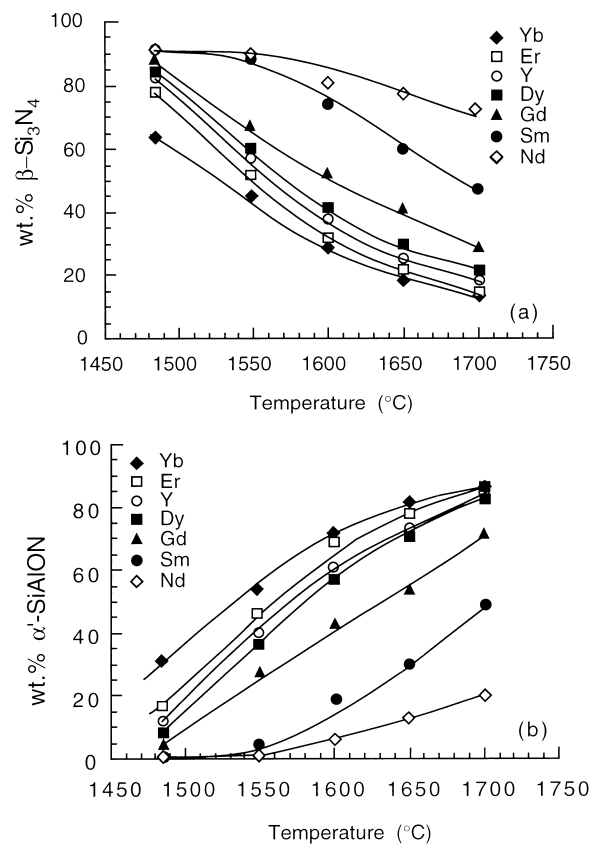 100
80
60
40
20
0
wt.% β–Si₃N₄
Yb
Er
Y
Dy
Gd
Sm
Nd
(a)
1450 1500 1550 1600 1650 1700 1750
Temperature (°C)
100
80
60
40
20
0
wt.% α'-SiAlON
Yb
Er
Y
Dy
Gd
Sm
Nd
(b)
1450 1500 1550 1600 1650 1700 1750
Temperature (°C)